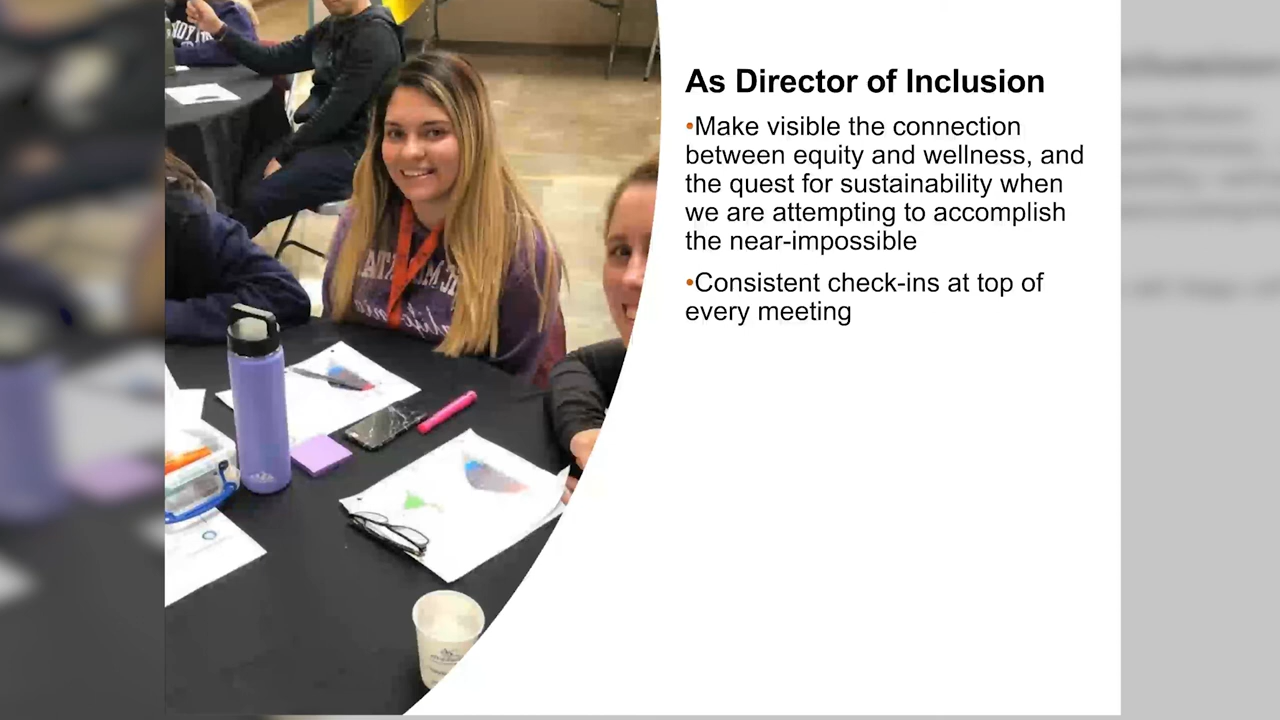 As Director of Inclusion
•Make visible the connection
between equity and wellness, and
the quest for sustainability when
we are attempting to accomplish
the near-impossible
•Consistent check-ins at top of
every meeting